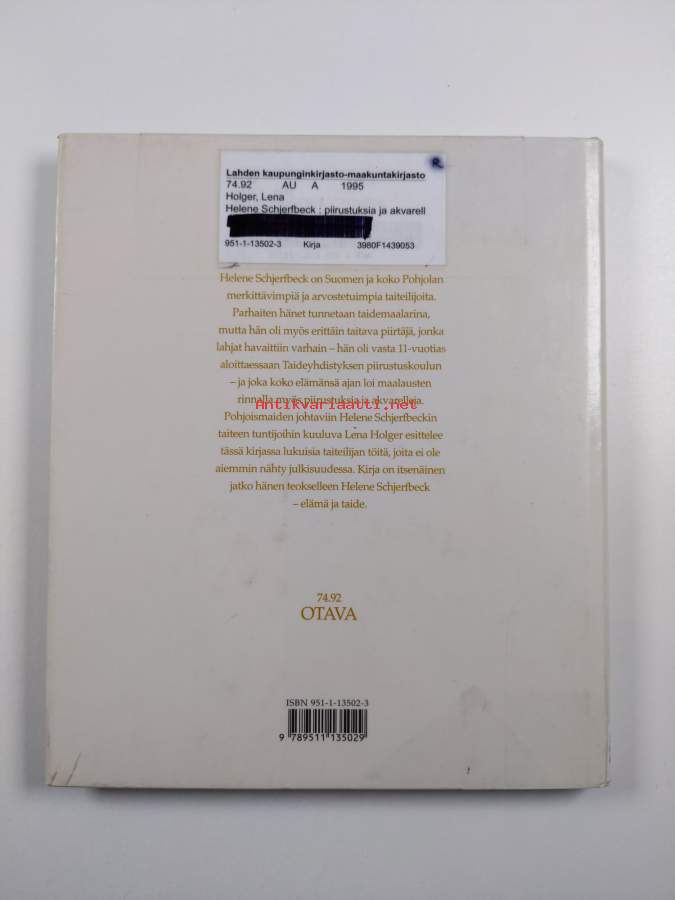 R
Lahden kaupunginkirjasto-maakuntakirjasto
74.92 AU A 1995
Holger, Lena
Helene Schjerfbeck : piirustuksia ja akvarell
951-1-13502-3 Kirja 3980F1439053
Helene Schjerfbeck on Suomen ja koko Pohjolan
merkittävimpiä ja arvostetuimpia taiteilijoita.
Parhaiten hänet tunnetaan taidemaalarina,
mutta hän oli myös erittäin taitava piirtäjä, jonka
lahjat havaittiin varhain – hän oli vasta 11-vuotias
aloittaessaan Taideyhdistyksen piirustuskoulun
– ja joka koko elämänsä ajan loi maalausten
rinnalla myös piirustuksia ja akvarelleja.
Antikvariaatti.net
Pohjoismaiden johtaviin Helene Schjerfbeckin
taiteen tuntijoihin kuuluva Lena Holger esittelee
tässä kirjassa lukuisia taiteilijan töitä, joita ei ole
aiemmin nähty julkisuudessa. Kirja on itsenäinen
jatko hänen teokselleen Helene Schjerfbeck
– elämä ja taide.
74.92
OTAVA
ISBN 951-1-13502-3
9 789511 135029